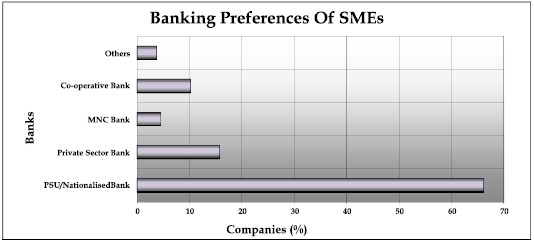 Banking Preferences Of SMEs
Others
Co-operative Bank
MNC Bank
Private Sector Bank
PSU/NationalisedBank
Banks
0 10 20 30 40 50 60 70
Companies (%)